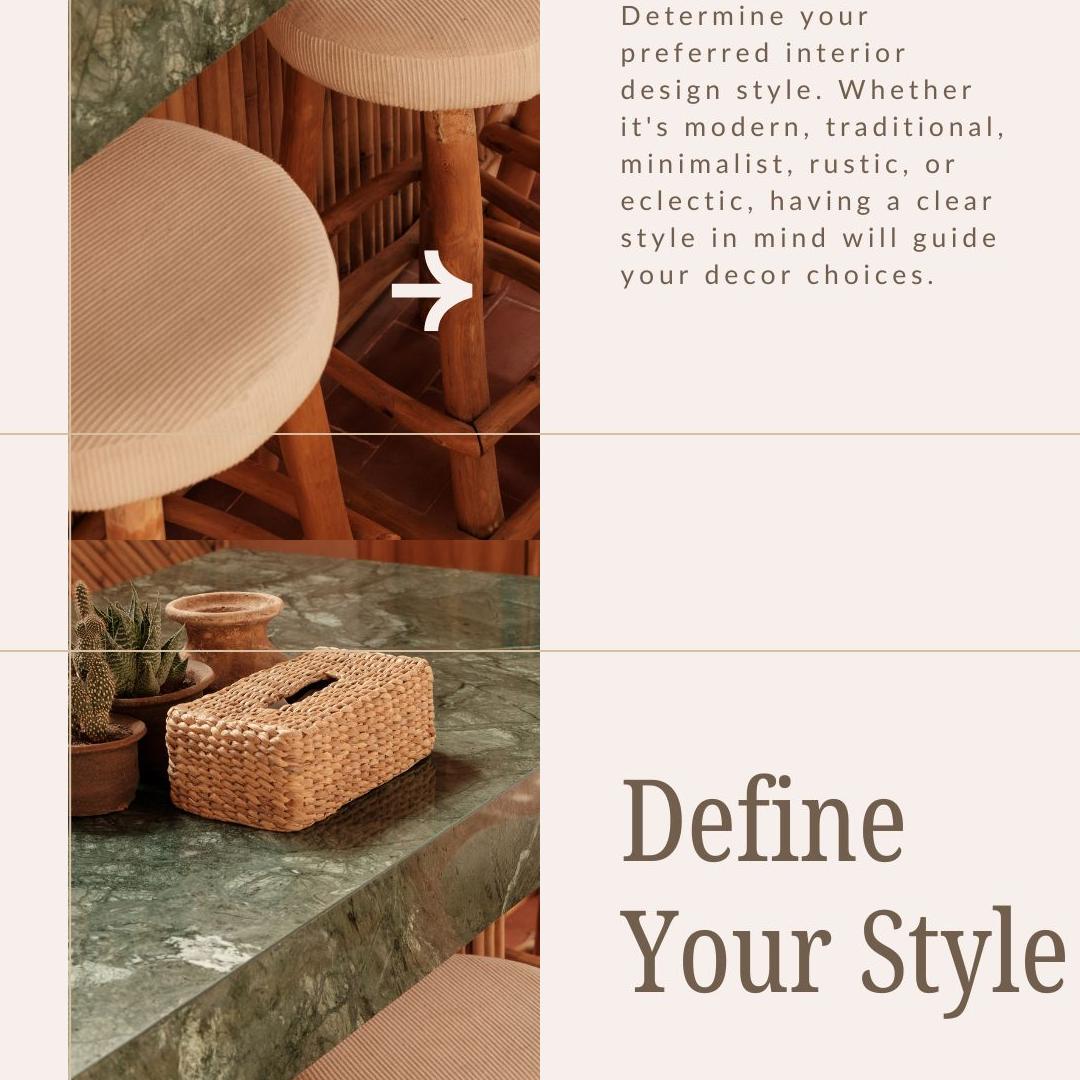 Determine your
preferred interior
design style. Whether
it's modern, traditional,
minimalist, rustic, or
eclectic, having a clear
style in mind will guide
your decor choices.
Define
Your Style